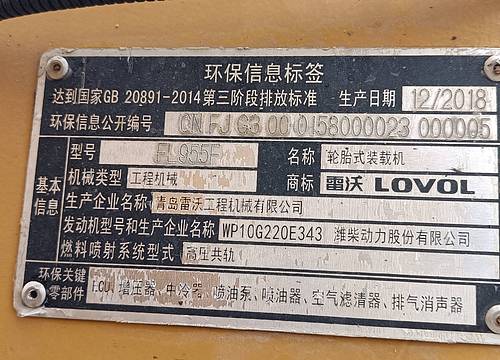 环保信息标签
达到国家GB 20891-2014第三阶段排放标准 生产日期 12/2018
环保信息公开编号 CN FJ G3 00 0158000023 000005
型号 FL955F 名称 轮胎式装载机
基本信息 机械类型 工程机械 商标 雷沃 LOVOL
生产企业名称 青岛雷沃工程机械有限公司
发动机型号和生产企业名称 WP10G220E343 潍柴动力股份有限公司
燃料喷射系统型式 高压共轨
环保关键零部件 ECU、增压器、中冷器、喷油泵、喷油器、空气滤清器、排气消声器